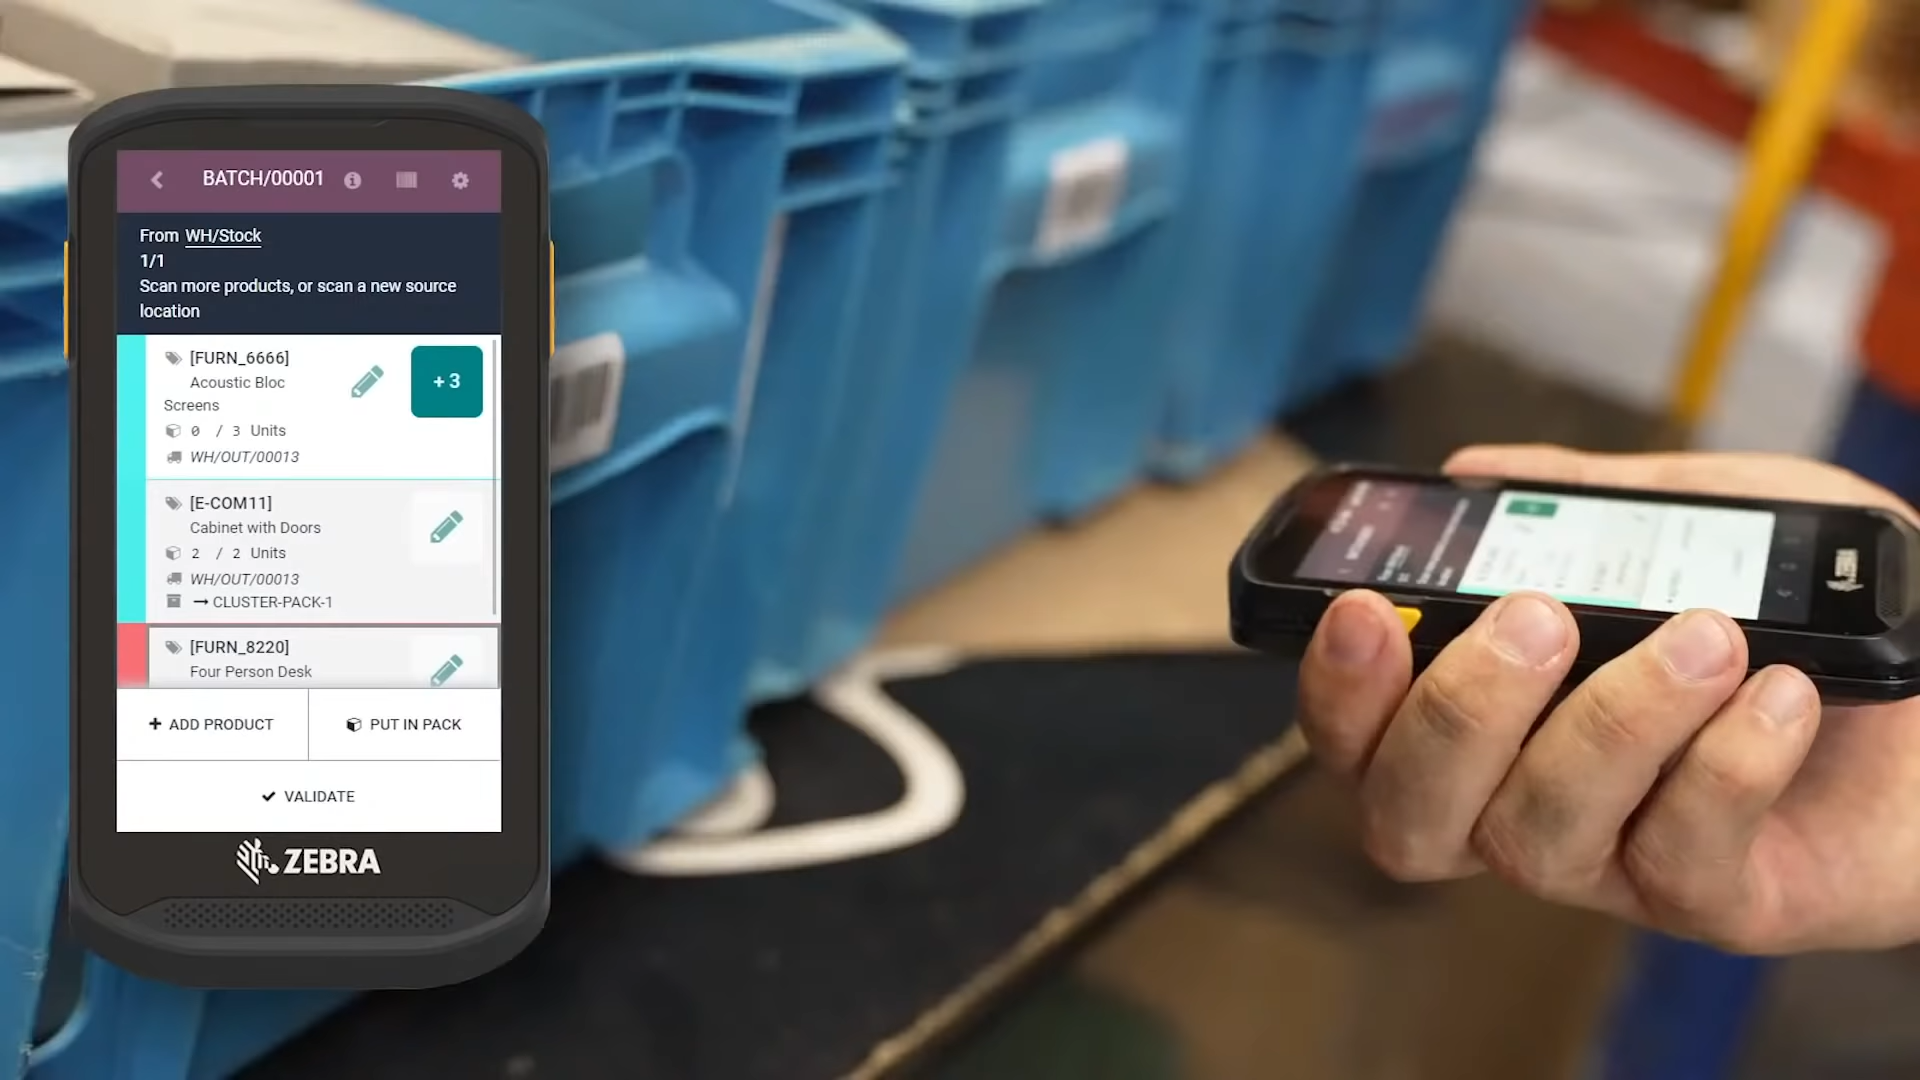 BATCH/00001
From WH/Stock
1/1
Scan more products, or scan a new source
location
[FURN_6666]
Acoustic Bloc
Screens
0 / 3 Units
WH/OUT/00013
+ 3
[E-COM11]
Cabinet with Doors
2 / 2 Units
WH/OUT/00013
→ CLUSTER-PACK-1
[FURN_8220]
Four Person Desk
+ ADD PRODUCT
PUT IN PACK
VALIDATE
ZEBRA